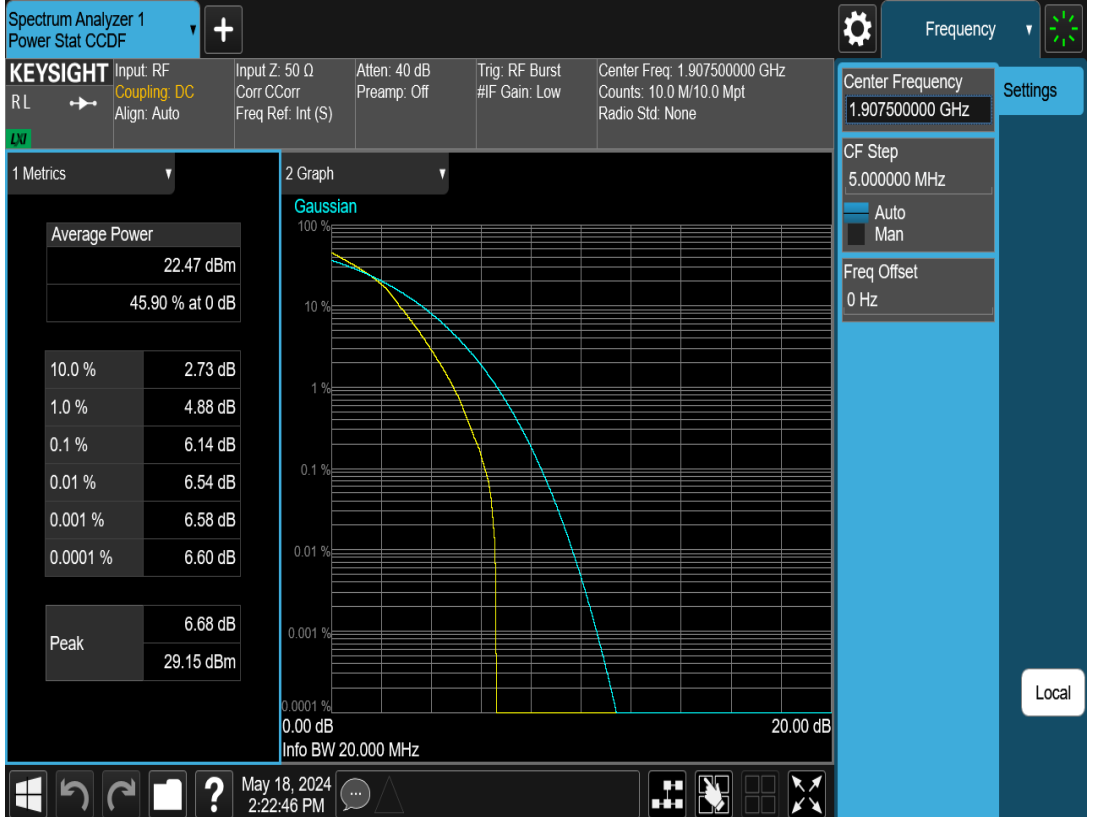 Spectrum Analyzer 1
Power Stat CCDF
+
Frequency
KEYSIGHT
R L
LXI
Input: RF
Coupling: DC
Align: Auto
Input Z: 50 Ω
Corr CCorr
Freq Ref: Int (S)
Atten: 40 dB
Preamp: Off
Trig: RF Burst
#IF Gain: Low
Center Freq: 1.907500000 GHz
Counts: 10.0 M/10.0 Mpt
Radio Std: None
Center Frequency
1.907500000 GHz
Settings
CF Step
5.000000 MHz
Auto
Man
Freq Offset
0 Hz
1 Metrics
Average Power
22.47 dBm
45.90 % at 0 dB
10.0 % 2.73 dB
1.0 % 4.88 dB
0.1 % 6.14 dB
0.01 % 6.54 dB
0.001 % 6.58 dB
0.0001 % 6.60 dB
Peak
6.68 dB
29.15 dBm
2 Graph
Gaussian
100 %
10 %
1 %
0.1 %
0.01 %
0.001 %
0.0001 %
0.00 dB 20.00 dB
Info BW 20.000 MHz
Local
?
May 18, 2024
2:22:46 PM